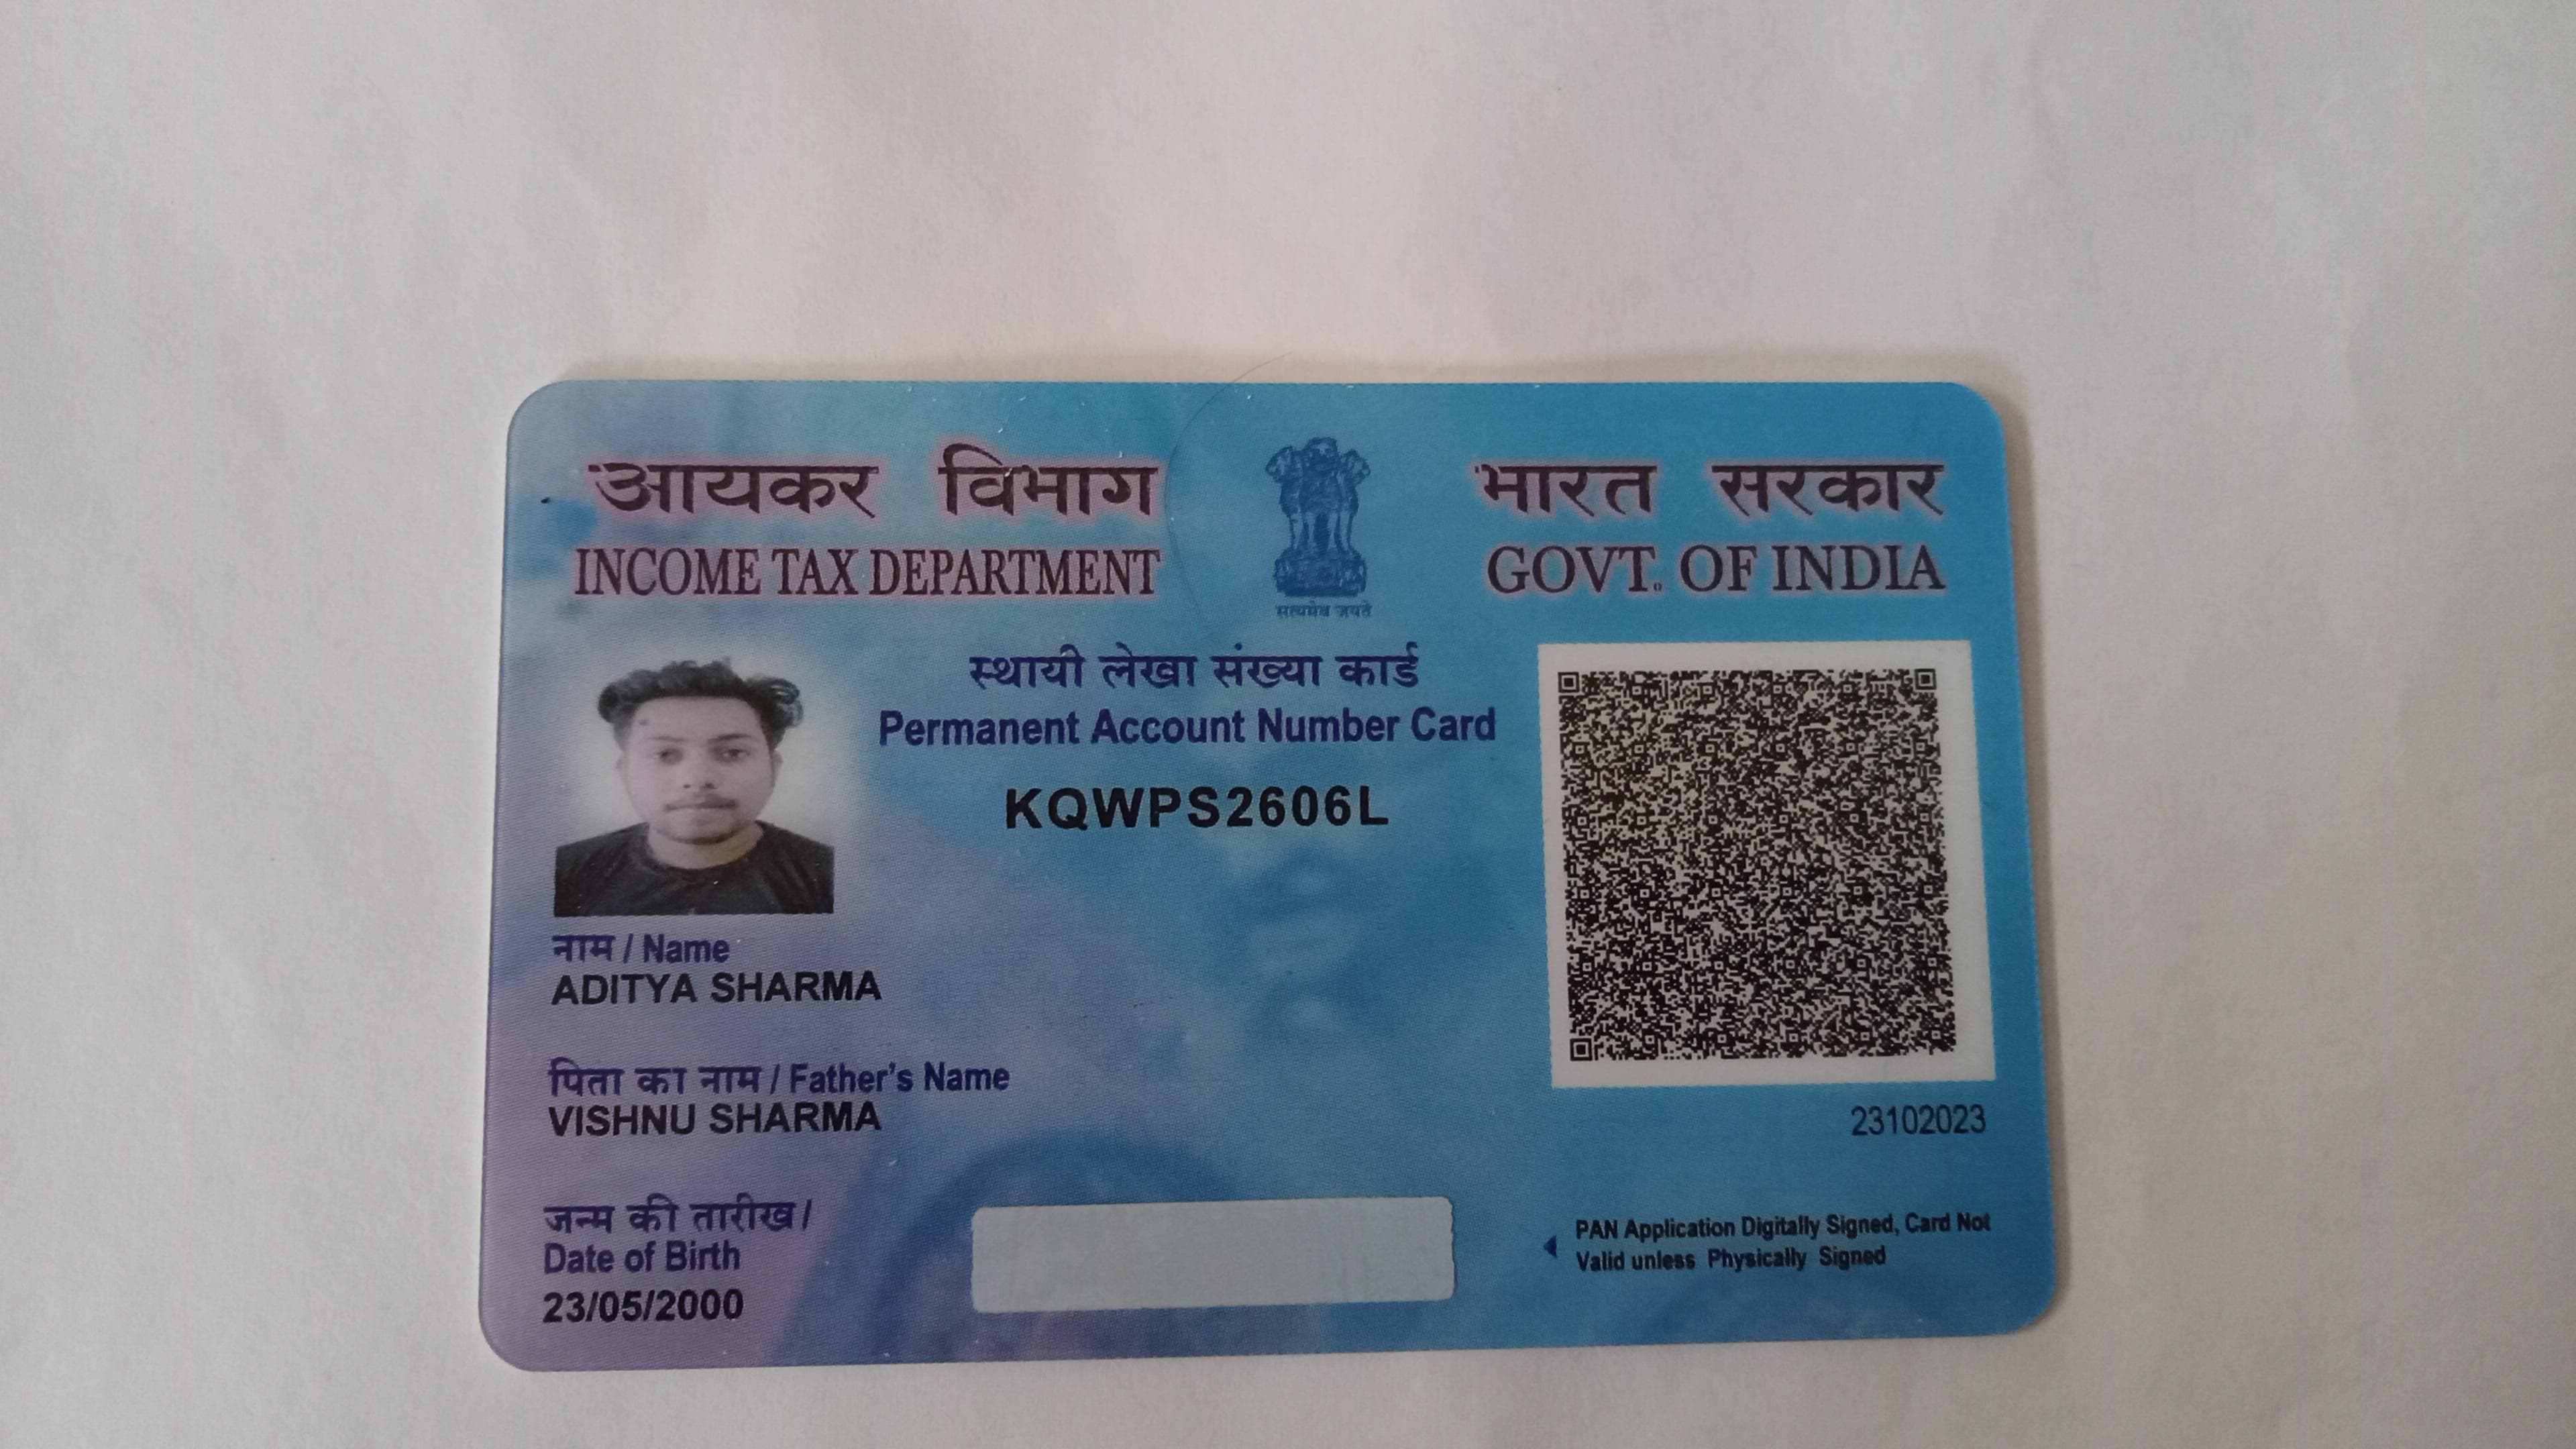 आयकर विभाग
INCOME TAX DEPARTMENT
सत्यमेव जयते
भारत सरकार
GOVT. OF INDIA
स्थायी लेखा संख्या कार्ड
Permanent Account Number Card
KQWPS2606L
नाम / Name
ADITYA SHARMA
पिता का नाम / Father's Name
VISHNU SHARMA
23102023
जन्म की तारीख /
Date of Birth
23/05/2000
PAN Application Digitally Signed, Card Not
Valid unless Physically Signed